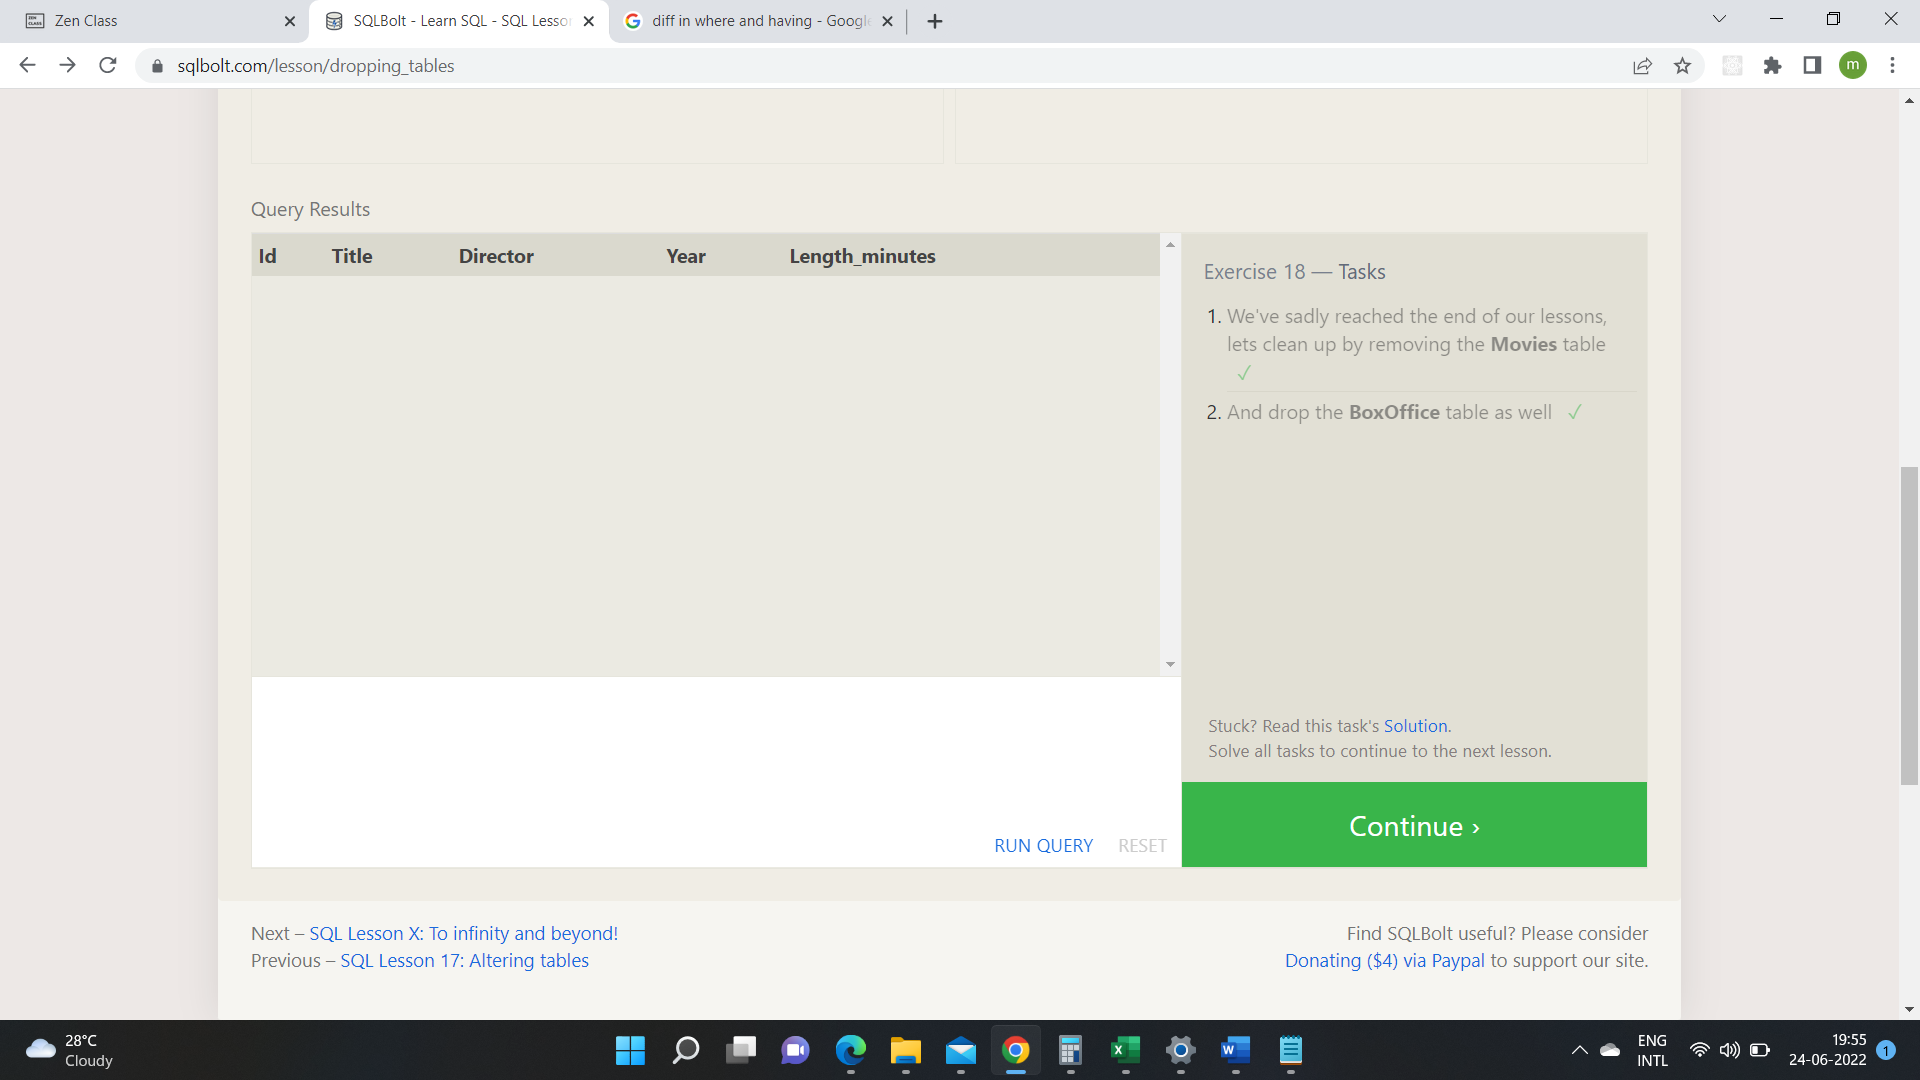 Zen Class
SQLBolt - Learn SQL - SQL Lesson
diff in where and having - Google
sqlbolt.com/lesson/dropping_tables
m
Query Results
Id Title Director Year Length_minutes
Exercise 18 — Tasks
1. We've sadly reached the end of our lessons,
lets clean up by removing the Movies table
✓
2. And drop the BoxOffice table as well ✓
Stuck? Read this task's Solution.
Solve all tasks to continue to the next lesson.
RUN QUERY RESET
Continue ›
Next – SQL Lesson X: To infinity and beyond!
Previous – SQL Lesson 17: Altering tables
Find SQLBolt useful? Please consider
Donating ($4) via Paypal to support our site.
28°C
Cloudy
ENG
INTL
19:55
24-06-2022
1